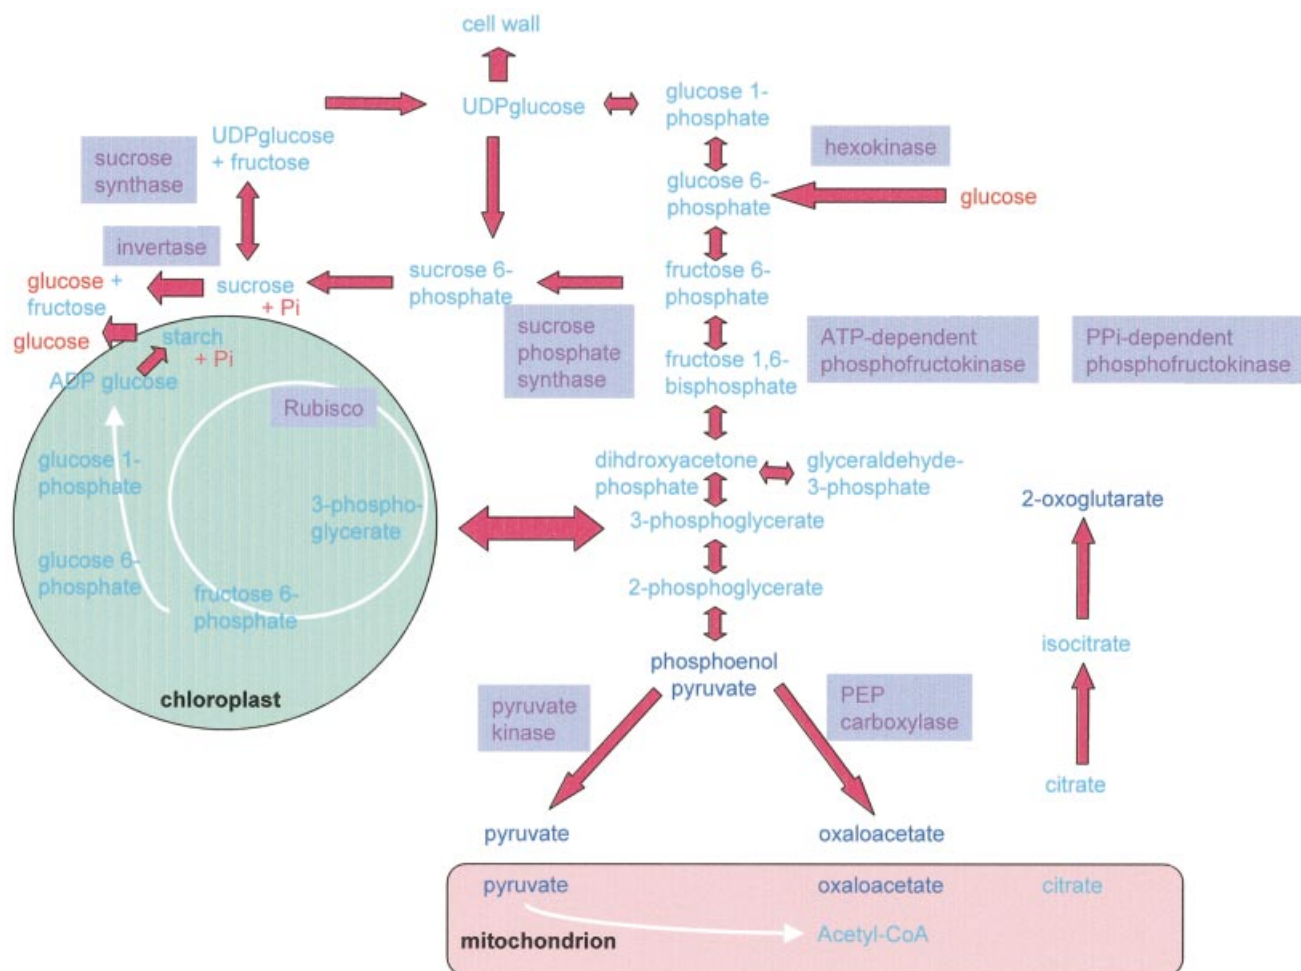 cell wall
UDPglucose
glucose 1-
phosphate
UDPglucose
+ fructose
sucrose
synthase
hexokinase
glucose 6-
phosphate
glucose
invertase
glucose +
fructose
sucrose
+ Pi
sucrose 6-
phosphate
fructose 6-
phosphate
glucose
starch
+ Pi
sucrose
phosphate
synthase
ATP-dependent
phosphofructokinase
PPi-dependent
phosphofructokinase
fructose 1,6-
bisphosphate
ADP glucose
Rubisco
glucose 1-
phosphate
dihdroxyacetone
phosphate
glyceraldehyde-
3-phosphate
3-phospho-
glycerate
3-phosphoglycerate
2-oxoglutarate
glucose 6-
phosphate
fructose 6-
phosphate
2-phosphoglycerate
isocitrate
phosphoenol
pyruvate
chloroplast
pyruvate
kinase
PEP
carboxylase
citrate
pyruvate
oxaloacetate
pyruvate
oxaloacetate
citrate
Acetyl-CoA
mitochondrion